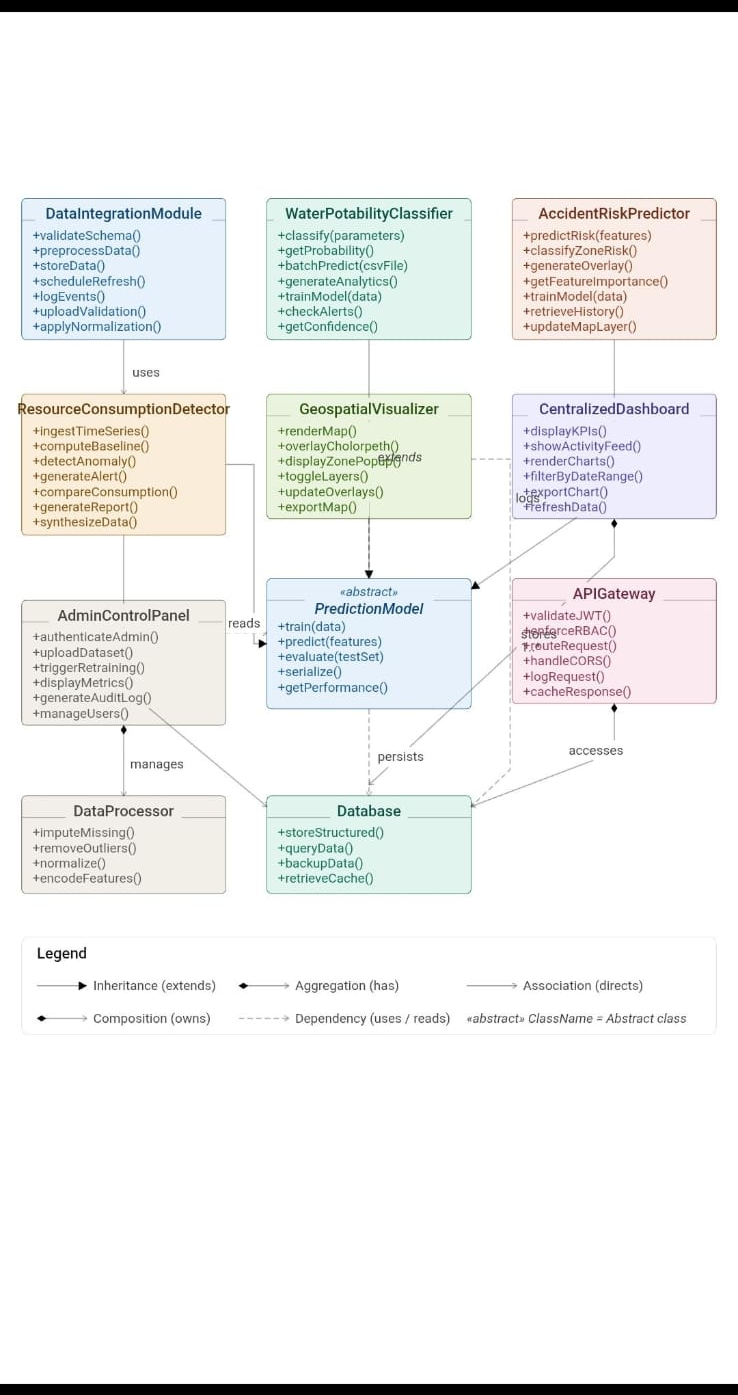 DataIntegrationModule
+validateSchema()
+preprocessData()
+storeData()
+scheduleRefresh()
+logEvents()
+uploadValidation()
+applyNormalization()
WaterPotabilityClassifier
+classify(parameters)
+getProbability()
+batchPredict(csvFile)
+generateAnalytics()
+trainModel(data)
+checkAlerts()
+getConfidence()
AccidentRiskPredictor
+predictRisk(features)
+classifyZoneRisk()
+generateOverlay()
+getFeatureImportance()
+trainModel(data)
+retrieveHistory()
+updateMapLayer()
uses
ResourceConsumptionDetector
+ingestTimeSeries()
+computeBaseline()
+detectAnomaly()
+generateAlert()
+compareConsumption()
+generateReport()
+synthesizeData()
GeospatialVisualizer
+renderMap()
+overlayCholorpeth()
+displayZonePopup()
+toggleLayers()
+updateOverlays()
+exportMap()
extends
CentralizedDashboard
+displayKPIs()
+showActivityFeed()
+renderCharts()
+filterByDateRange()
+exportChart()
+refreshData()
logs
AdminControlPanel
+authenticateAdmin()
+uploadDataset()
+triggerRetraining()
+displayMetrics()
+generateAuditLog()
+manageUsers()
reads
«abstract»
PredictionModel
+train(data)
+predict(features)
+evaluate(testSet)
+serialize()
+getPerformance()
APIGateway
+validateJWT()
+enforceRBAC()
+routeRequest()
+handleCORS()
+logRequest()
+cacheResponse()
stores
manages
persists
accesses
DataProcessor
+imputeMissing()
+removeOutliers()
+normalize()
+encodeFeatures()
Database
+storeStructured()
+queryData()
+backupData()
+retrieveCache()
Legend
Inheritance (extends)
Aggregation (has)
Association (directs)
Composition (owns)
Dependency (uses / reads)
«abstract» ClassName = Abstract class